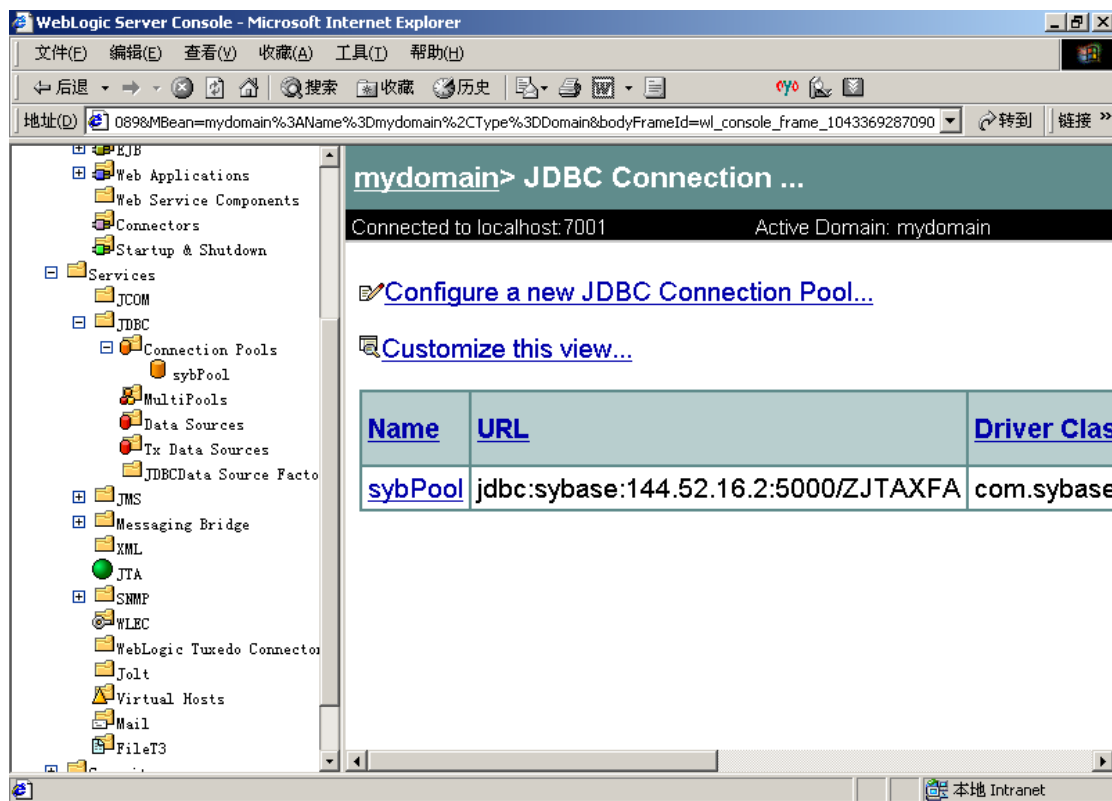 WebLogic Server Console - Microsoft Internet Explorer
文件(F) 编辑(E) 查看(V) 收藏(A) 工具(T) 帮助(H)
后退 搜索 收藏 历史
地址(D) 089&MBean=mydomain%3AName%3Dmydomain%2CType%3DDomain&bodyFrameId=wl_console_frame_1043369287090 转到 链接 »
EJB
Web Applications
Web Service Components
Connectors
Startup & Shutdown
Services
JCOM
JDBC
Connection Pools
sybPool
MultiPools
Data Sources
Tx Data Sources
JDBCData Source Facto
JMS
Messaging Bridge
XML
JTA
SNMP
WLEC
WebLogic Tuxedo Connector
Jolt
Virtual Hosts
Mail
FileT3
mydomain> JDBC Connection ...
Connected to localhost:7001 Active Domain: mydomain
Configure a new JDBC Connection Pool...
Customize this view...
Name URL Driver Clas
sybPool jdbc:sybase:144.52.16.2:5000/ZJTAXFA com.sybase
本地 Intranet